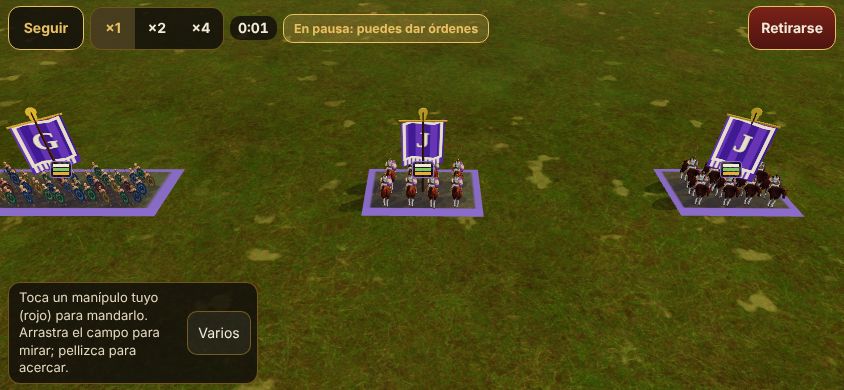 Seguir
×1 ×2 ×4
0:01
En pausa: puedes dar órdenes
Retirarse
G
J
J
Toca un manípulo tuyo
(rojo) para mandarlo.
Arrastra el campo para
mirar; pellizca para
acercar.
Varios